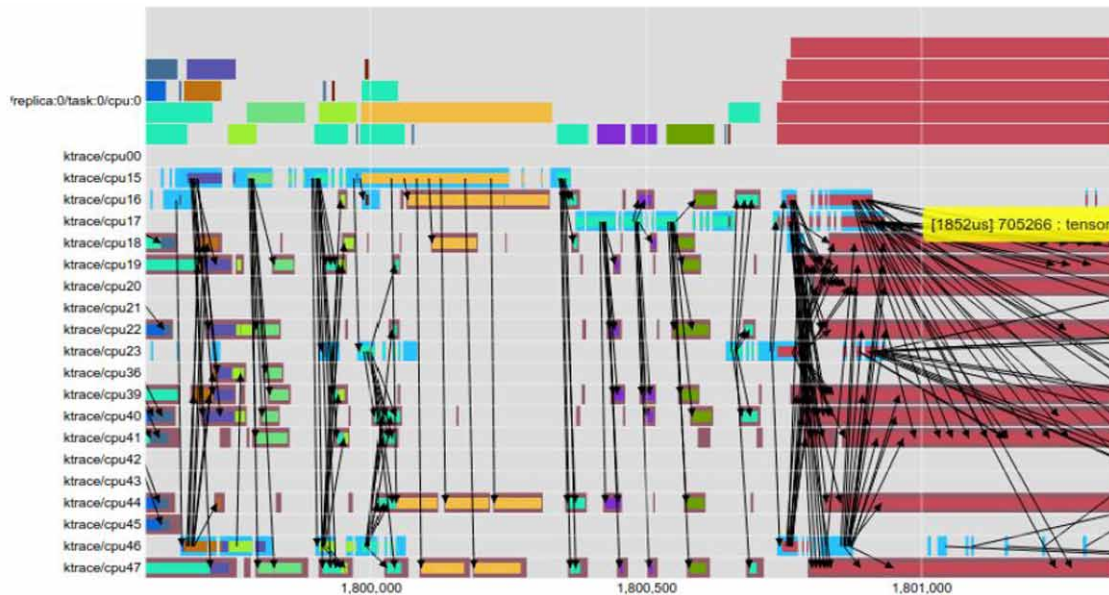 /replica:0/task:0/cpu:0
ktrace/cpu00
ktrace/cpu15
ktrace/cpu16
ktrace/cpu17
[1852us] 705266 : tensor
ktrace/cpu18
ktrace/cpu19
ktrace/cpu20
ktrace/cpu21
ktrace/cpu22
ktrace/cpu23
ktrace/cpu36
ktrace/cpu39
ktrace/cpu40
ktrace/cpu41
ktrace/cpu42
ktrace/cpu43
ktrace/cpu44
ktrace/cpu45
ktrace/cpu46
ktrace/cpu47
1,800,000
1,800,500
1,801,000